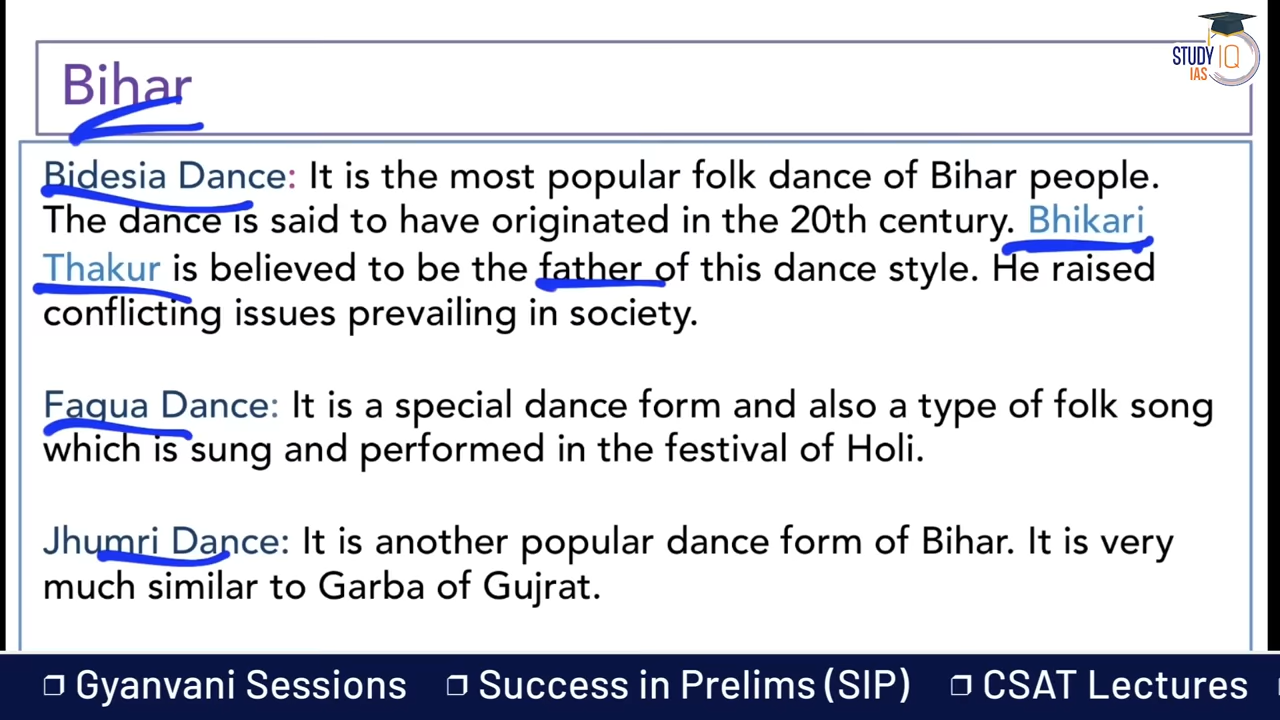 STUDY IQ
IAS
Bihar
Bidesia Dance: It is the most popular folk dance of Bihar people.
The dance is said to have originated in the 20th century. Bhikari
Thakur is believed to be the father of this dance style. He raised
conflicting issues prevailing in society.
Fagua Dance: It is a special dance form and also a type of folk song
which is sung and performed in the festival of Holi.
Jhumri Dance: It is another popular dance form of Bihar. It is very
much similar to Garba of Gujrat.
❐ Gyanvani Sessions ❐ Success in Prelims (SIP) ❐ CSAT Lectures